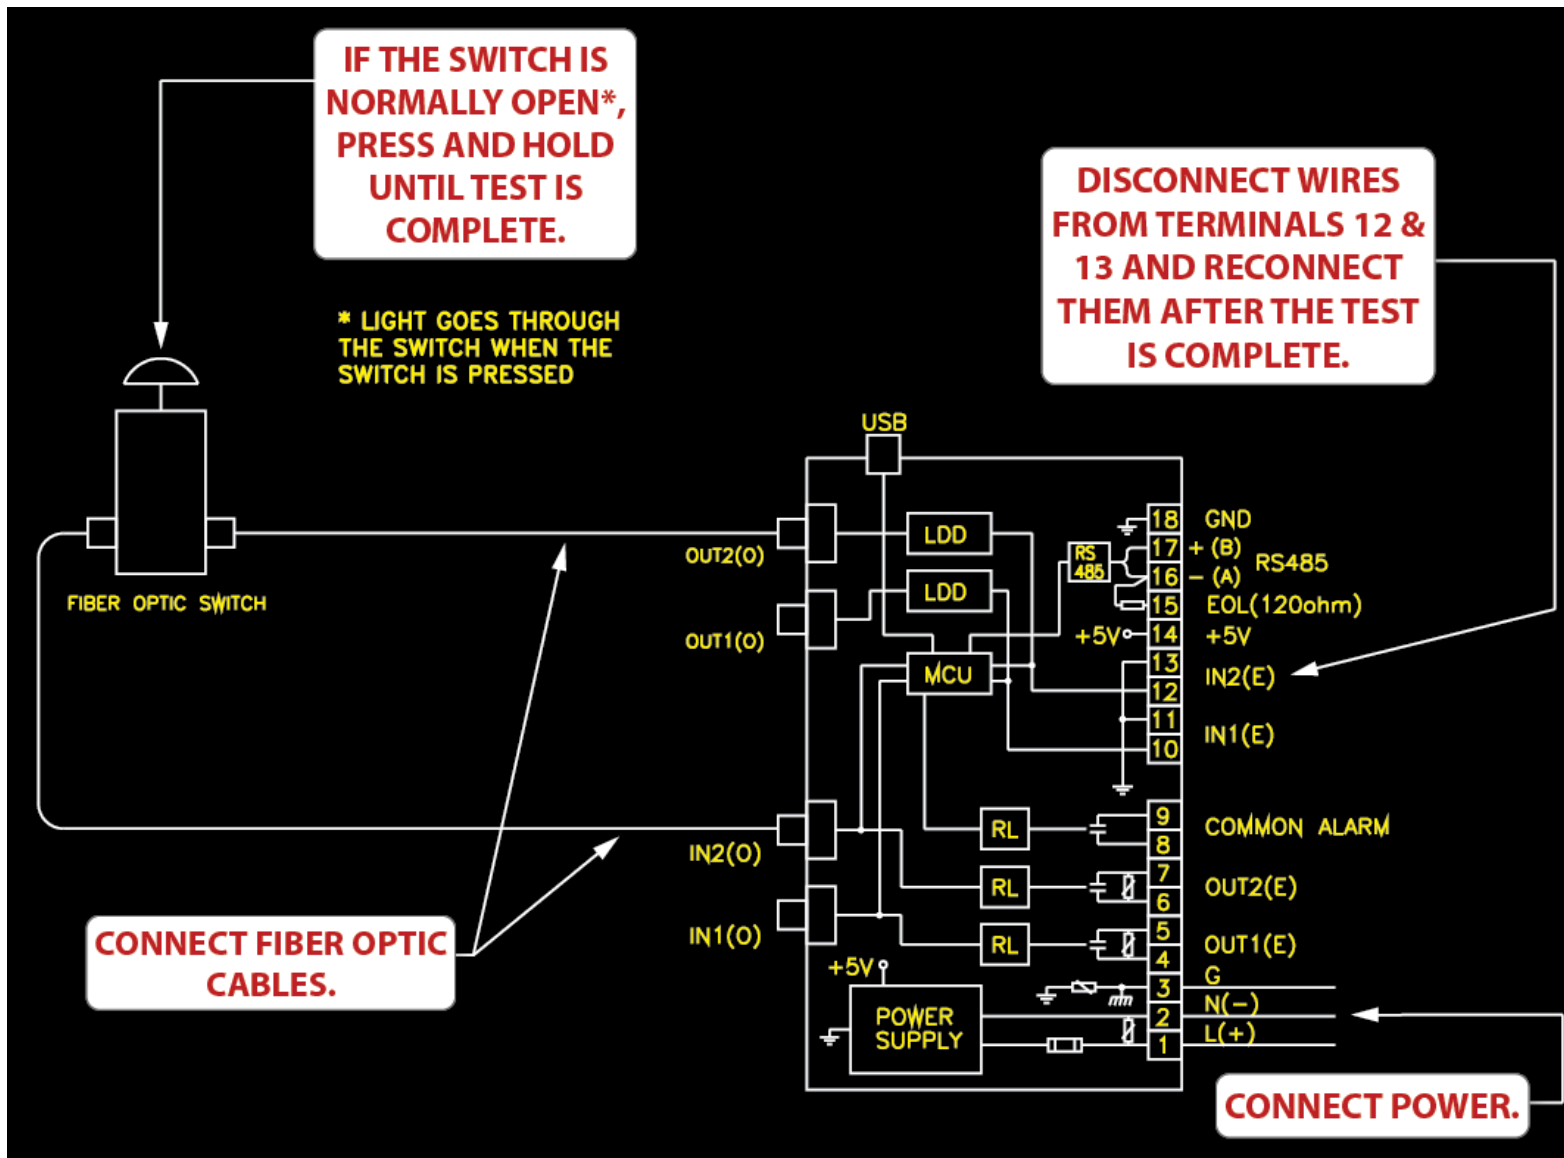 IF THE SWITCH IS
NORMALLY OPEN*,
PRESS AND HOLD
UNTIL TEST IS
COMPLETE.
* LIGHT GOES THROUGH
THE SWITCH WHEN THE
SWITCH IS PRESSED
DISCONNECT WIRES
FROM TERMINALS 12 &
13 AND RECONNECT
THEM AFTER THE TEST
IS COMPLETE.
FIBER OPTIC SWITCH
CONNECT FIBER OPTIC
CABLES.
USB
OUT2(O)
OUT1(O)
IN2(O)
IN1(O)
LDD
LDD
MCU
RS
485
+5V
RL
RL
RL
+5V
POWER
SUPPLY
18 GND
17 + (B)
RS485
16 - (A)
15 EOL(120ohm)
14 +5V
13
IN2(E)
12
11
IN1(E)
10
9
COMMON ALARM
8
7
OUT2(E)
6
5
OUT1(E)
4
G
3
N(-)
2
L(+)
1
CONNECT POWER.